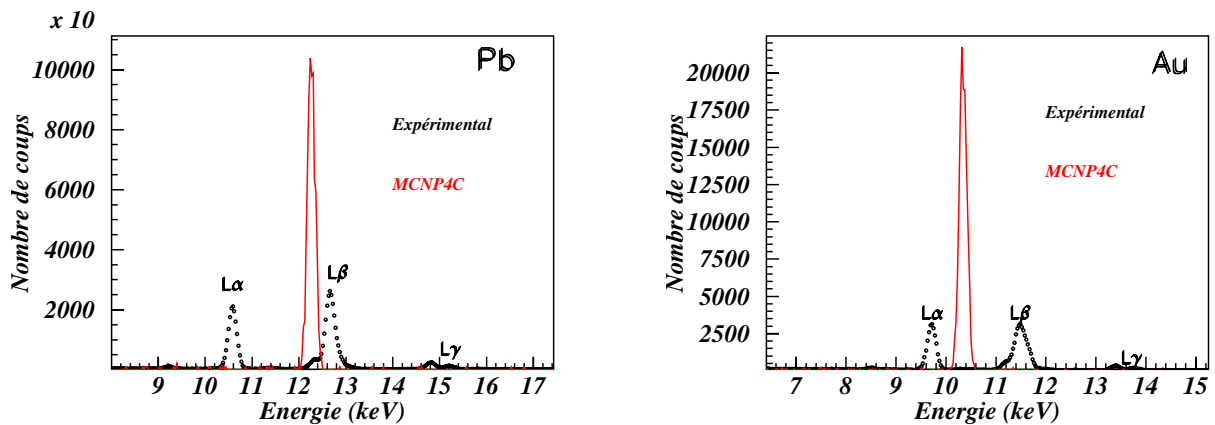 x 10
Nombre de coups
10000
8000
6000
4000
2000
Pb
Expérimental
MCNP4C
Lα
Lβ
Lγ
9 10 11 12 13 14 15 16 17
Energie (keV)
Nombre de coups
20000
17500
15000
12500
10000
7500
5000
2500
Au
Expérimental
MCNP4C
Lα
Lβ
Lγ
7 8 9 10 11 12 13 14 15
Energie (keV)